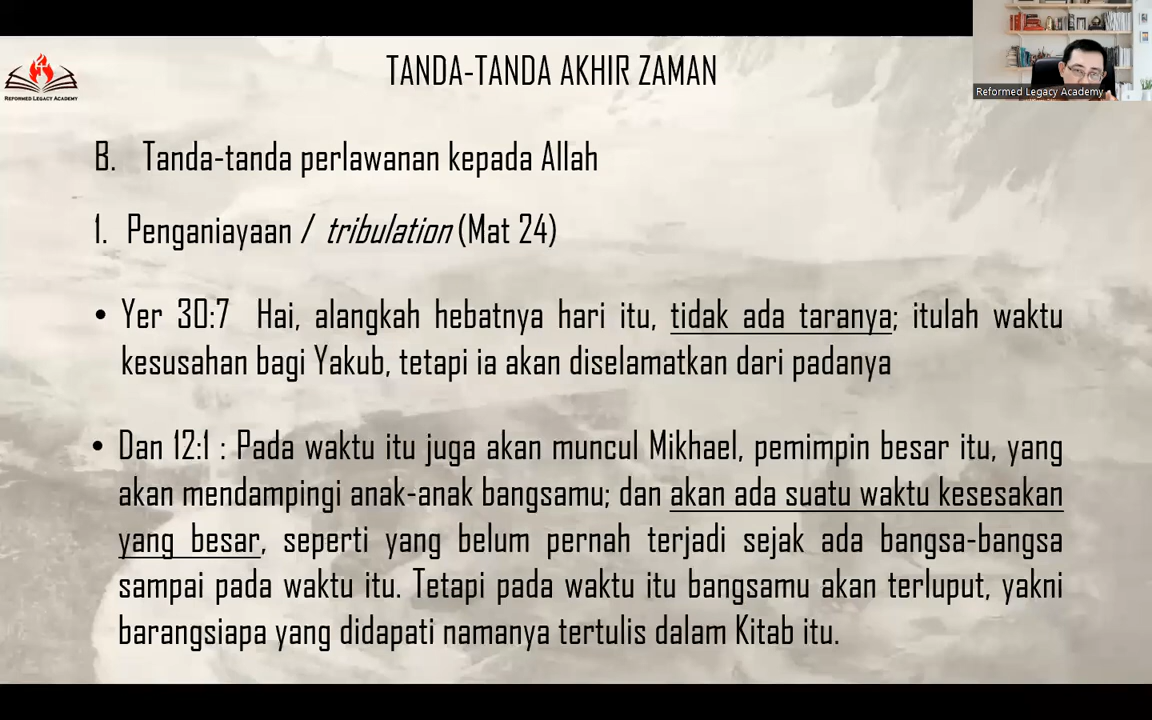 TANDA-TANDA AKHIR ZAMAN
Reformed Legacy Academy
REFORMED LEGACY ACADEMY
B. Tanda-tanda perlawanan kepada Allah
1. Penganiayaan / tribulation (Mat 24)
• Yer 30:7 Hai, alangkah hebatnya hari itu, tidak ada taranya; itulah waktu
kesusahan bagi Yakub, tetapi ia akan diselamatkan dari padanya
• Dan 12:1 : Pada waktu itu juga akan muncul Mikhael, pemimpin besar itu, yang
akan mendampingi anak-anak bangsamu; dan akan ada suatu waktu kesesakan
yang besar, seperti yang belum pernah terjadi sejak ada bangsa-bangsa
sampai pada waktu itu. Tetapi pada waktu itu bangsamu akan terluput, yakni
barangsiapa yang didapati namanya tertulis dalam Kitab itu.